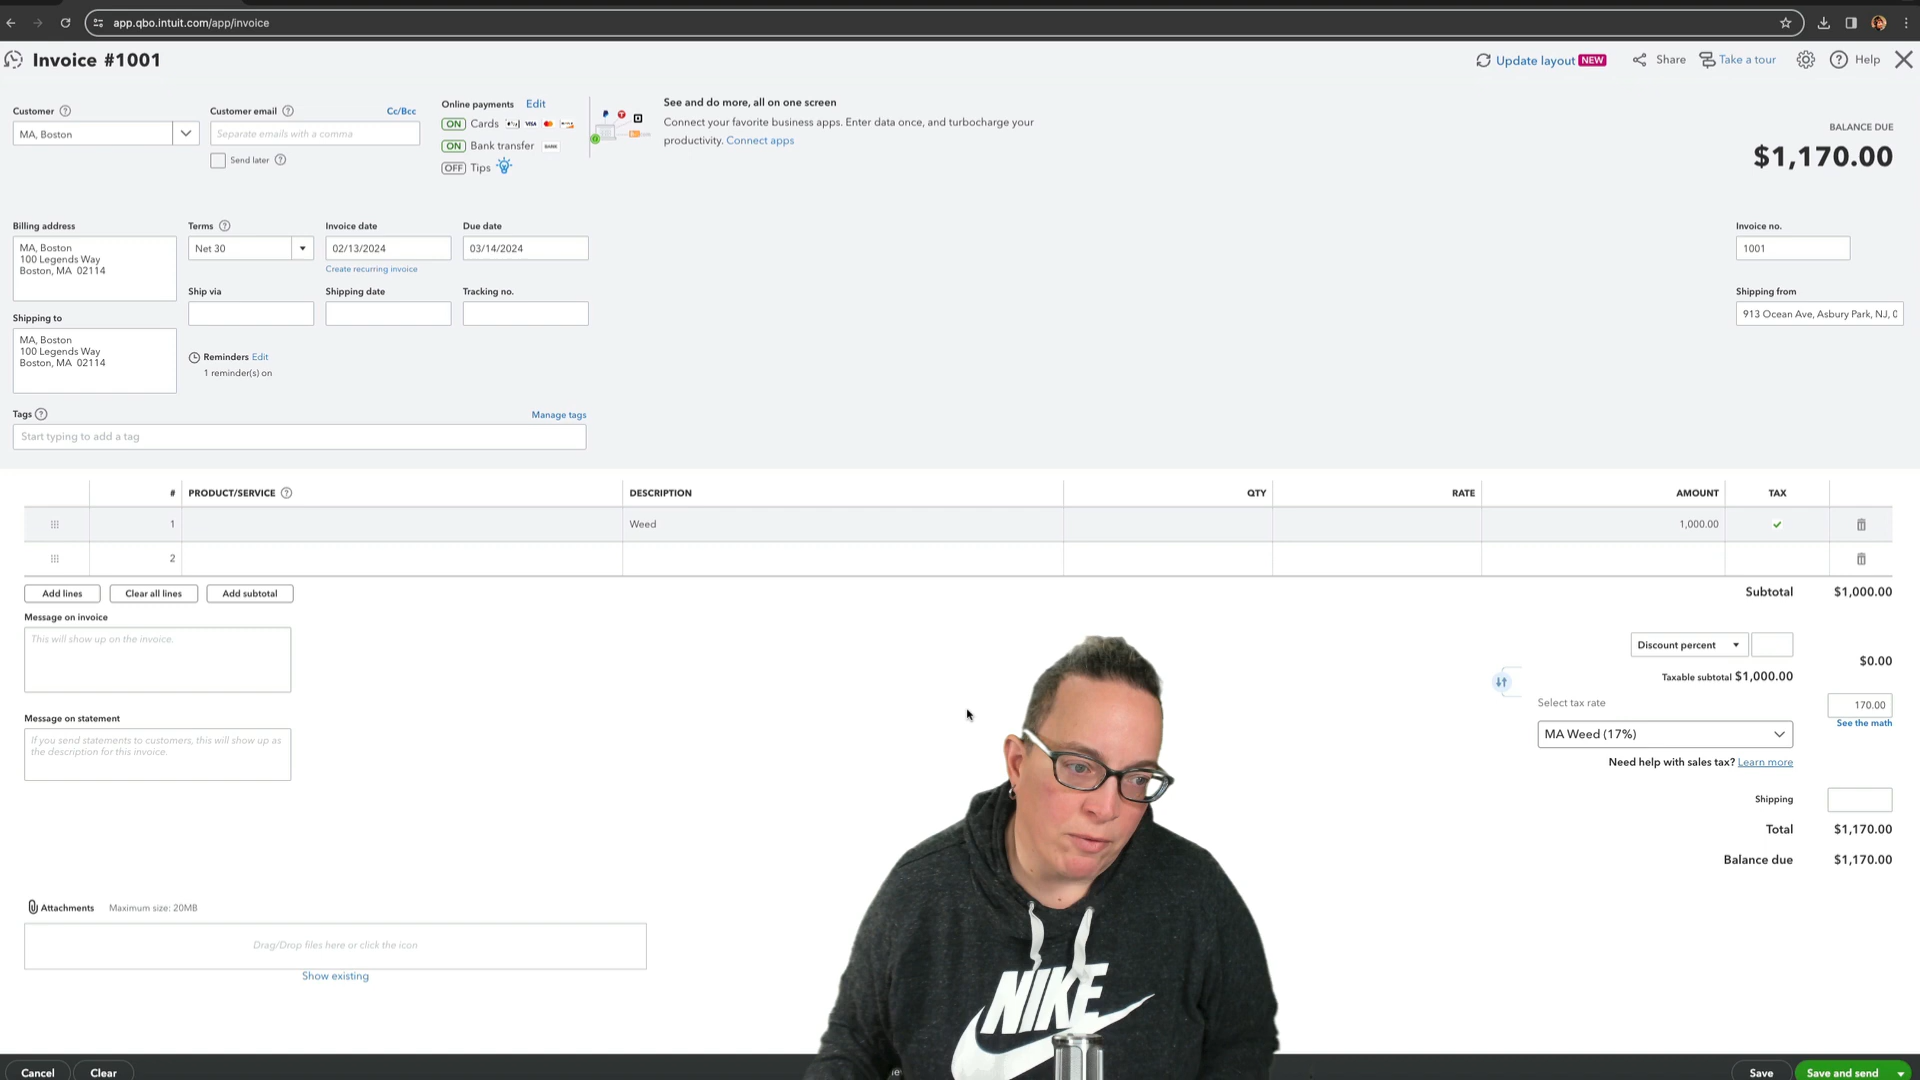 app.qbo.intuit.com/app/invoice
Invoice #1001
Update layout NEW
Share
Take a tour
Help
Customer
MA, Boston
Customer email
Cc/Bcc
Separate emails with a comma
Send later
Online payments Edit
ON Cards VISA
ON Bank transfer BANK
OFF Tips
See and do more, all on one screen
Connect your favorite business apps. Enter data once, and turbocharge your
productivity. Connect apps
BALANCE DUE
$1,170.00
Billing address
MA, Boston
100 Legends Way
Boston, MA 02114
Terms
Net 30
Invoice date
02/13/2024
Create recurring invoice
Due date
03/14/2024
Invoice no.
1001
Ship via
Shipping date
Tracking no.
Shipping from
913 Ocean Ave, Asbury Park, NJ, 0
Shipping to
MA, Boston
100 Legends Way
Boston, MA 02114
Reminders Edit
1 reminder(s) on
Tags
Manage tags
Start typing to add a tag
# PRODUCT/SERVICE DESCRIPTION QTY RATE AMOUNT TAX
1 Weed 1,000.00
2
Add lines
Clear all lines
Add subtotal
Subtotal $1,000.00
Message on invoice
This will show up on the invoice.
Discount percent
$0.00
Taxable subtotal $1,000.00
Select tax rate
170.00
See the math
MA Weed (17%)
Need help with sales tax? Learn more
Message on statement
If you send statements to customers, this will show up as
the description for this invoice.
Shipping
Total $1,170.00
Balance due $1,170.00
Attachments Maximum size: 20MB
Drag/Drop files here or click the icon
Show existing
NIKE
Cancel
Clear
Save
Save and send